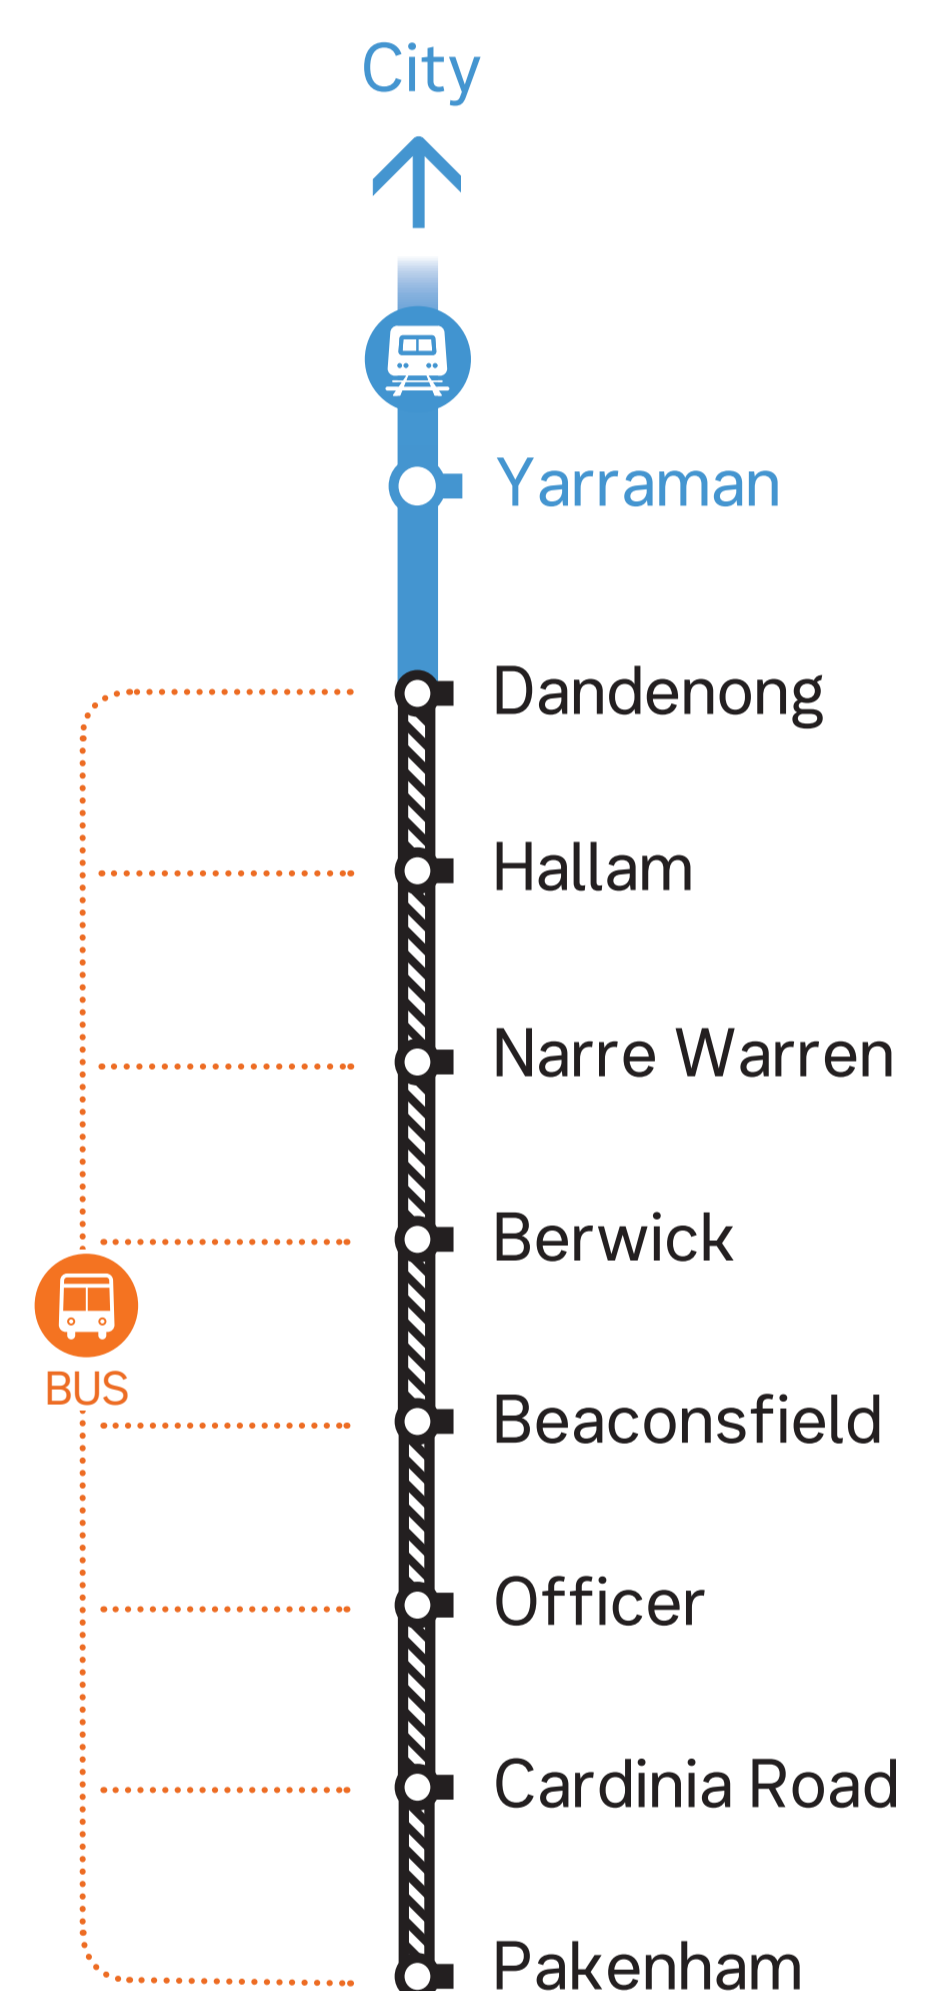 City
Yarraman
Dandenong
Hallam
Narre Warren
Berwick
BUS
Beaconsfield
Officer
Cardinia Road
Pakenham